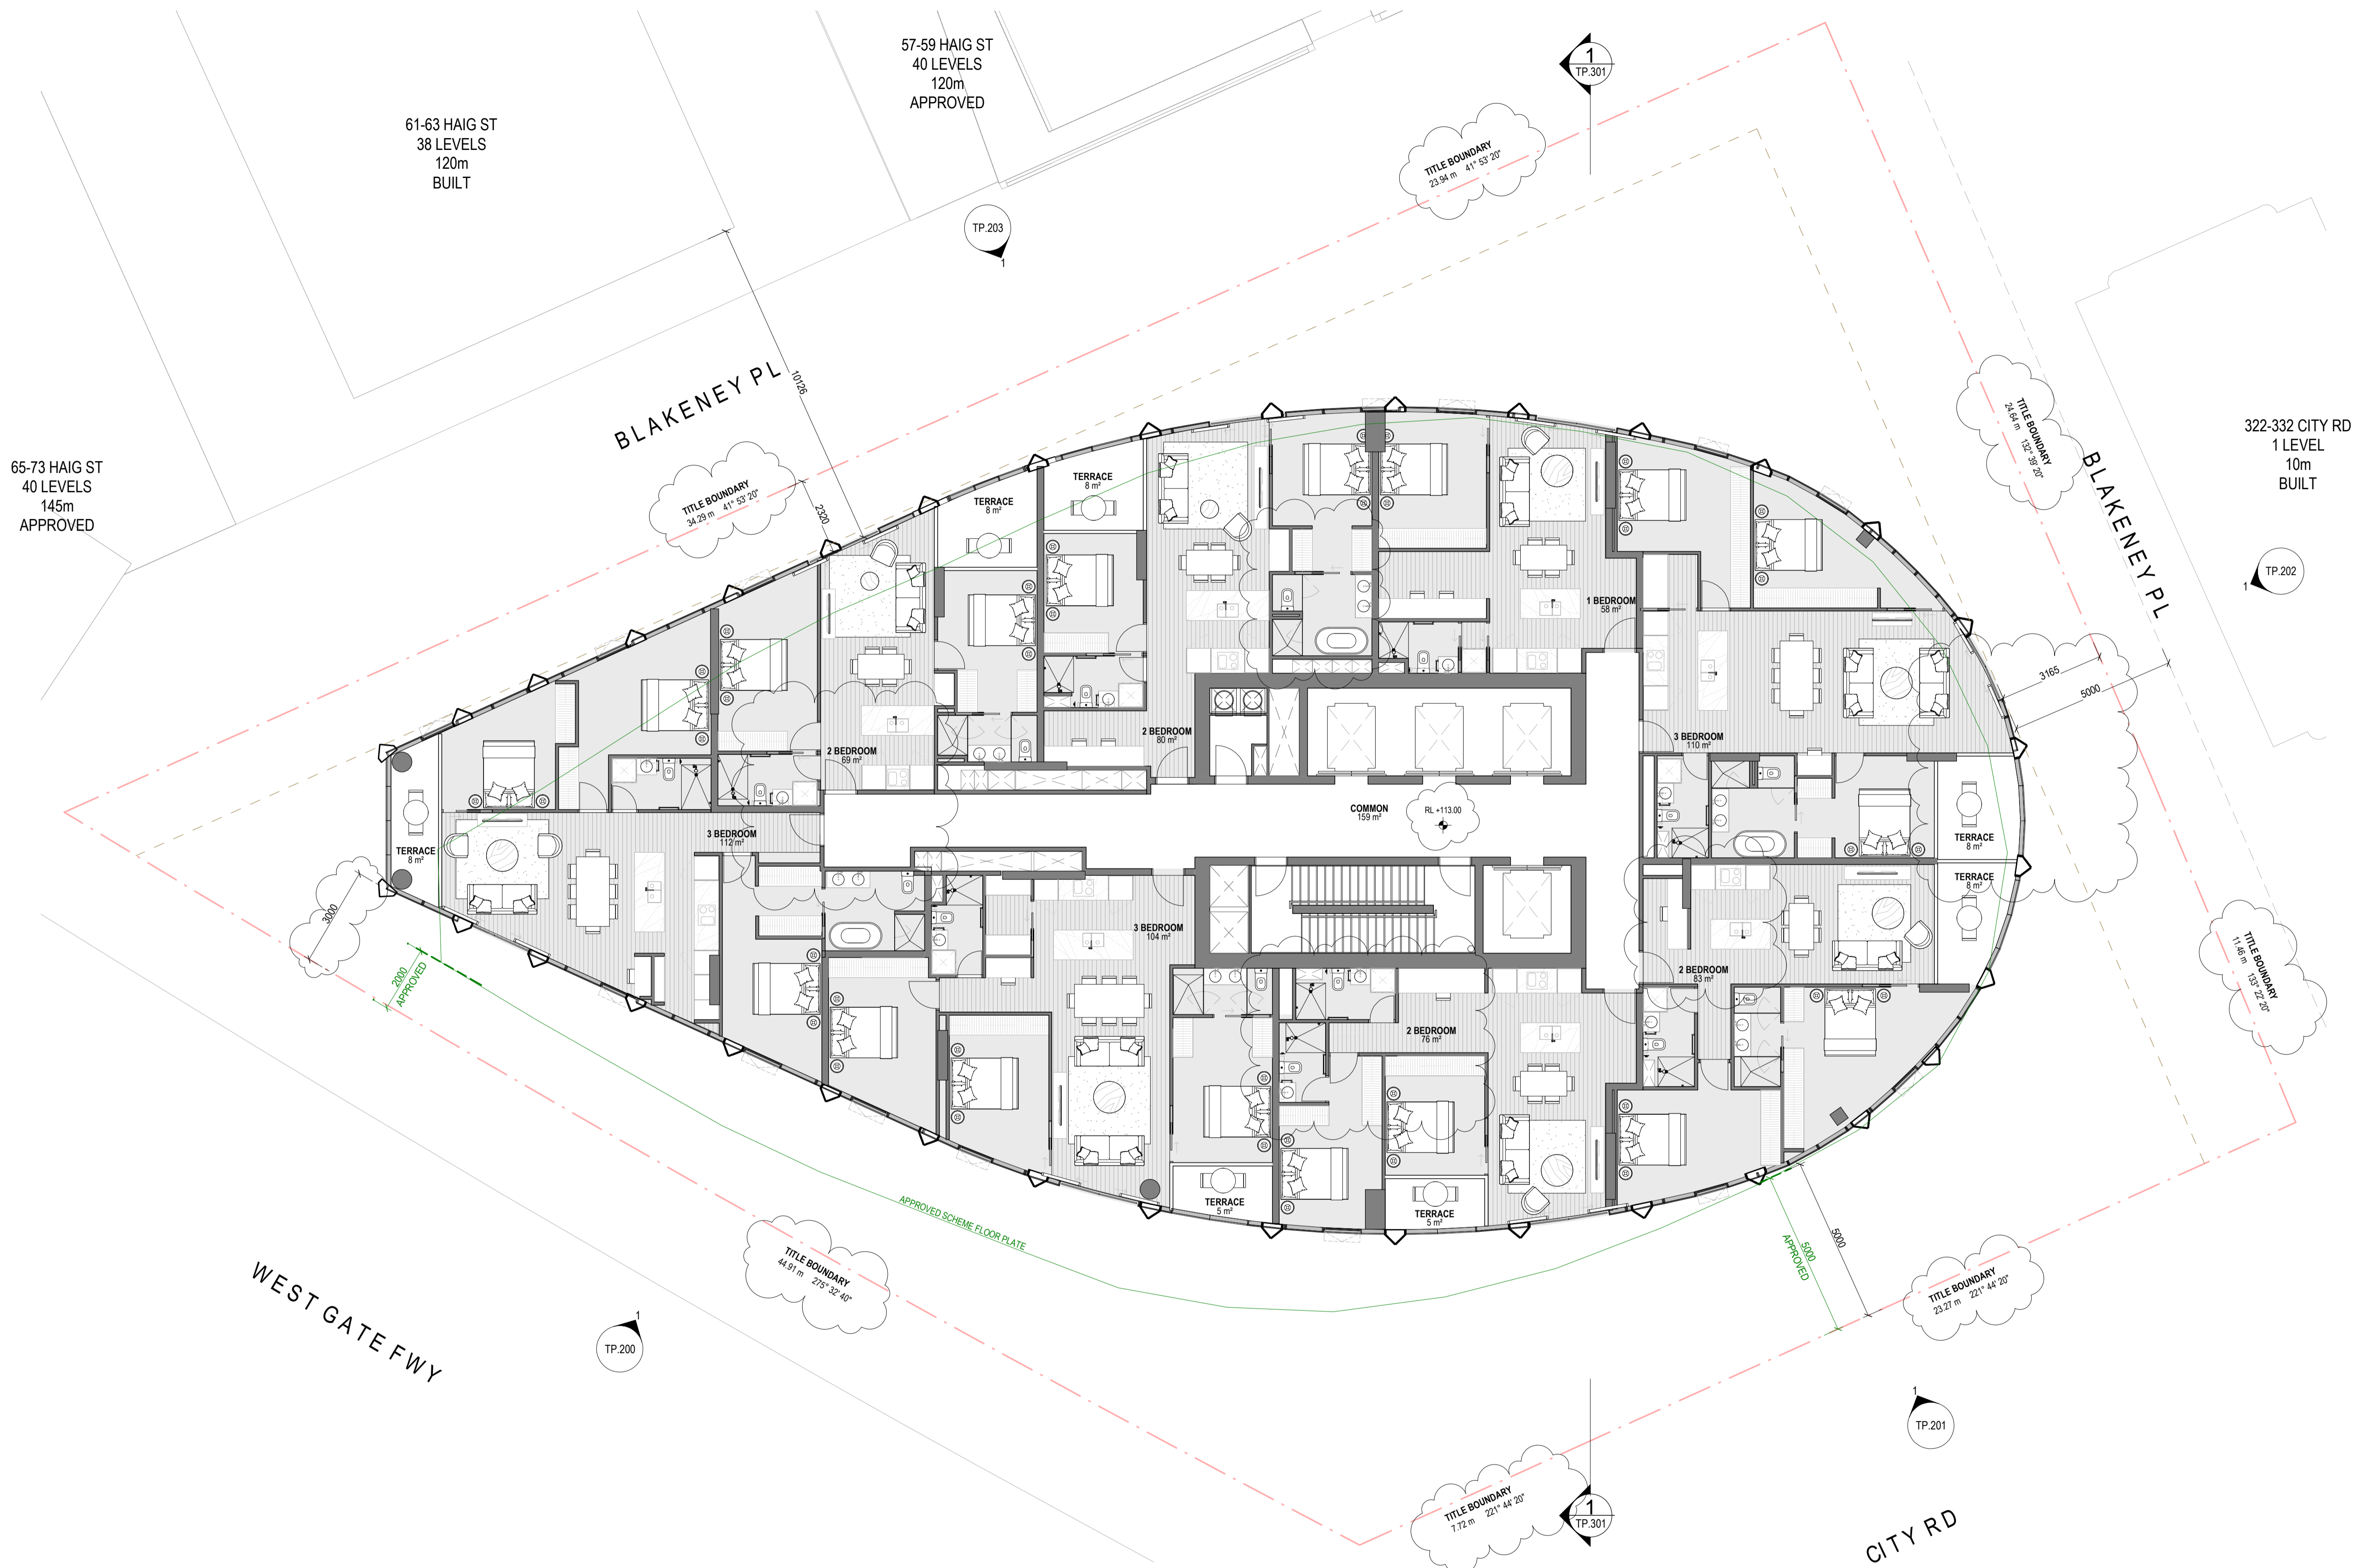 57-59 HAIG ST
40 LEVELS
120m
APPROVED
1
TP.301
61-63 HAIG ST
38 LEVELS
120m
BUILT
TITLE BOUNDARY
23.94 m 41° 53' 20"
TP.203
1
BLAKENEY PL
10126
TITLE BOUNDARY
24.64 m 132° 39' 20"
322-332 CITY RD
1 LEVEL
10m
BUILT
65-73 HAIG ST
40 LEVELS
145m
APPROVED
TITLE BOUNDARY
34.29 m 41° 53' 20"
2320
BLAKENEY PL
TP.202
1
TERRACE
8 m²
TERRACE
8 m²
1 BEDROOM
58 m²
3165
5000
2 BEDROOM
69 m²
2 BEDROOM
80 m²
3 BEDROOM
110 m²
COMMON
159 m²
RL +113.00
3 BEDROOM
112 m²
TERRACE
8 m²
TERRACE
8 m²
TERRACE
8 m²
3000
2000
APPROVED
3 BEDROOM
104 m²
2 BEDROOM
83 m²
2 BEDROOM
76 m²
TITLE BOUNDARY
11.46 m 133° 22' 20"
TERRACE
5 m²
TERRACE
5 m²
APPROVED SCHEME FLOOR PLATE
5000
APPROVED
5000
TITLE BOUNDARY
44.91 m 275° 32' 40"
TITLE BOUNDARY
23.27 m 221° 44' 20"
WEST GATE FWY
1
TP.200
1
TP.201
TITLE BOUNDARY
7.72 m 221° 44' 20"
1
TP.301
CITY RD